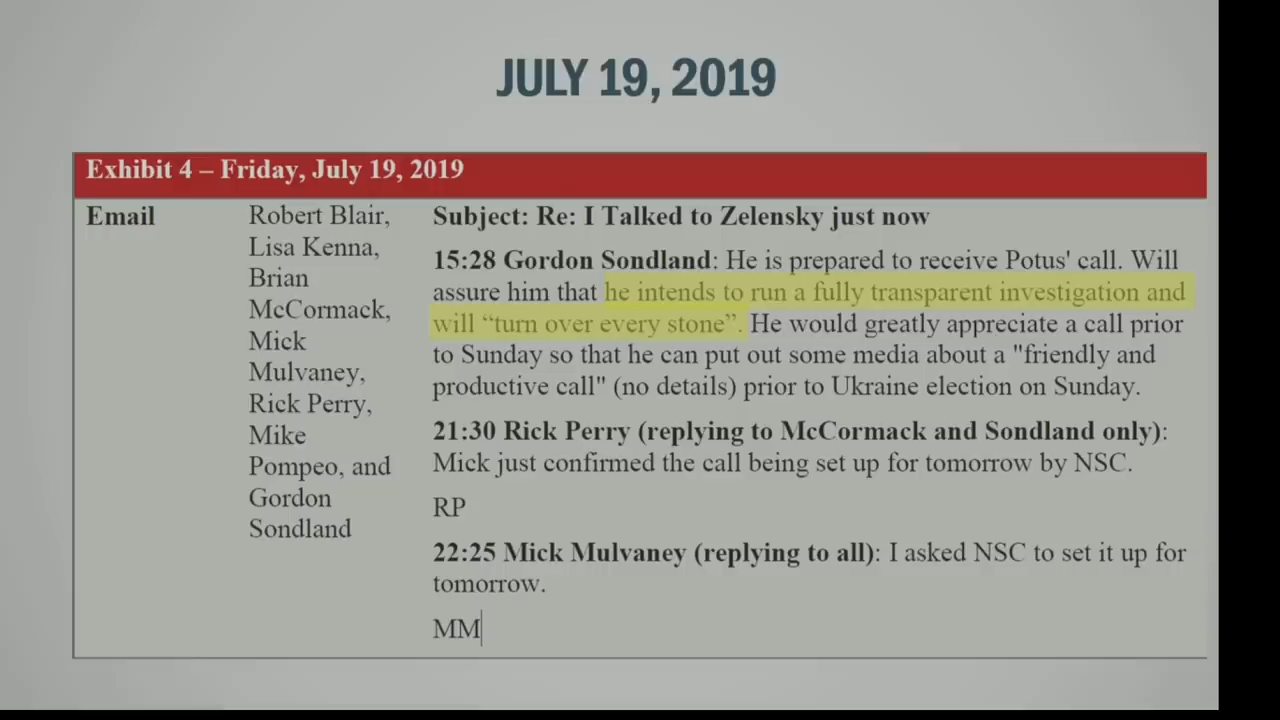 JULY 19, 2019
Exhibit 4 – Friday, July 19, 2019
Email
Robert Blair,
Lisa Kenna,
Brian
McCormack,
Mick
Mulvaney,
Rick Perry,
Mike
Pompeo, and
Gordon
Sondland
Subject: Re: I Talked to Zelensky just now
15:28 Gordon Sondland: He is prepared to receive Potus' call. Will
assure him that he intends to run a fully transparent investigation and
will “turn over every stone”. He would greatly appreciate a call prior
to Sunday so that he can put out some media about a "friendly and
productive call" (no details) prior to Ukraine election on Sunday.
21:30 Rick Perry (replying to McCormack and Sondland only):
Mick just confirmed the call being set up for tomorrow by NSC.
RP
22:25 Mick Mulvaney (replying to all): I asked NSC to set it up for
tomorrow.
MM